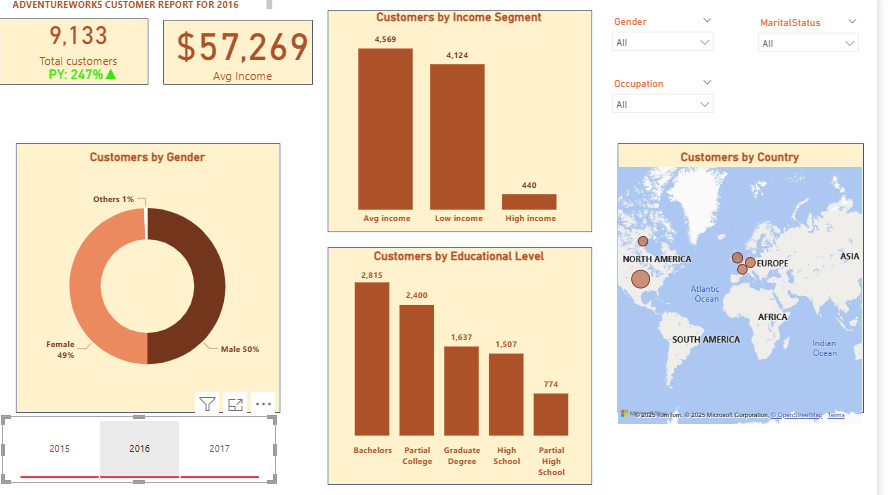 ADVENTUREWORKS CUSTOMER REPORT FOR 2016
9,133
Total customers
PY: 247%▲
$57,269
Avg Income
Customers by Income Segment
4,569
4,124
440
Avg income
Low income
High income
Gender
All
MaritalStatus
All
Occupation
All
Customers by Gender
Others 1%
Female
49%
Male 50%
2015
2016
2017
Customers by Educational Level
2,815
2,400
1,637
1,507
774
Bachelors
Partial
College
Graduate
Degree
High
School
Partial
High
School
Customers by Country
NORTH AMERICA
EUROPE
ASIA
Atlantic
Ocean
AFRICA
SOUTH AMERICA
Indian
Ocean
© 2025 TomTom, © 2025 Microsoft Corporation, © OpenStreetMap Terms